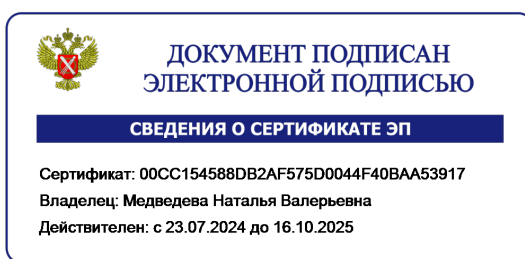 ДОКУМЕНТ ПОДПИСАН
ЭЛЕКТРОННОЙ ПОДПИСЬЮ
СВЕДЕНИЯ О СЕРТИФИКАТЕ ЭП
Сертификат: 00CC154588DB2AF575D0044F40BAA53917
Владелец: Медведева Наталья Валерьевна
Действителен: с 23.07.2024 до 16.10.2025